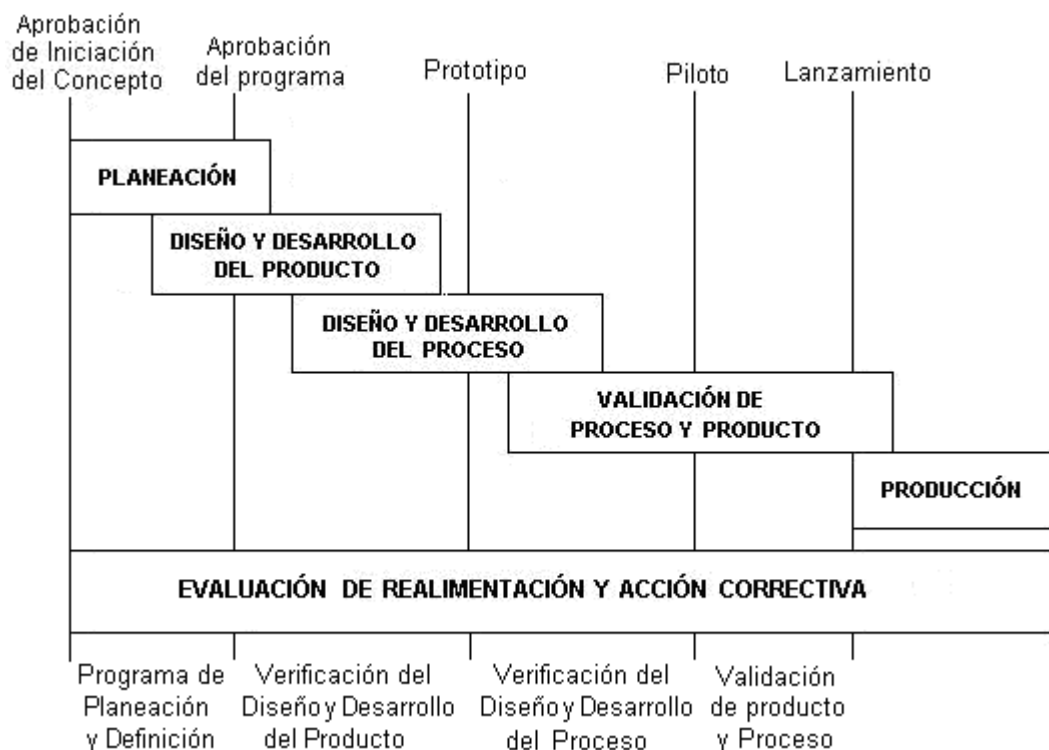 Aprobación
de Iniciación
del Concepto
Aprobación
del programa
Prototipo
Piloto
Lanzamiento
PLANEACIÓN
DISEÑO Y DESARROLLO
DEL PRODUCTO
DISEÑO Y DESARROLLO
DEL PROCESO
VALIDACIÓN DE
PROCESO Y PRODUCTO
PRODUCCIÓN
EVALUACIÓN DE REALIMENTACIÓN Y ACCIÓN CORRECTIVA
Programa de
Planeación
y Definición
Verificación del
Diseño y Desarrollo
del Producto
Verificación del
Diseño y Desarrollo
del Proceso
Validación
de producto
y Proceso